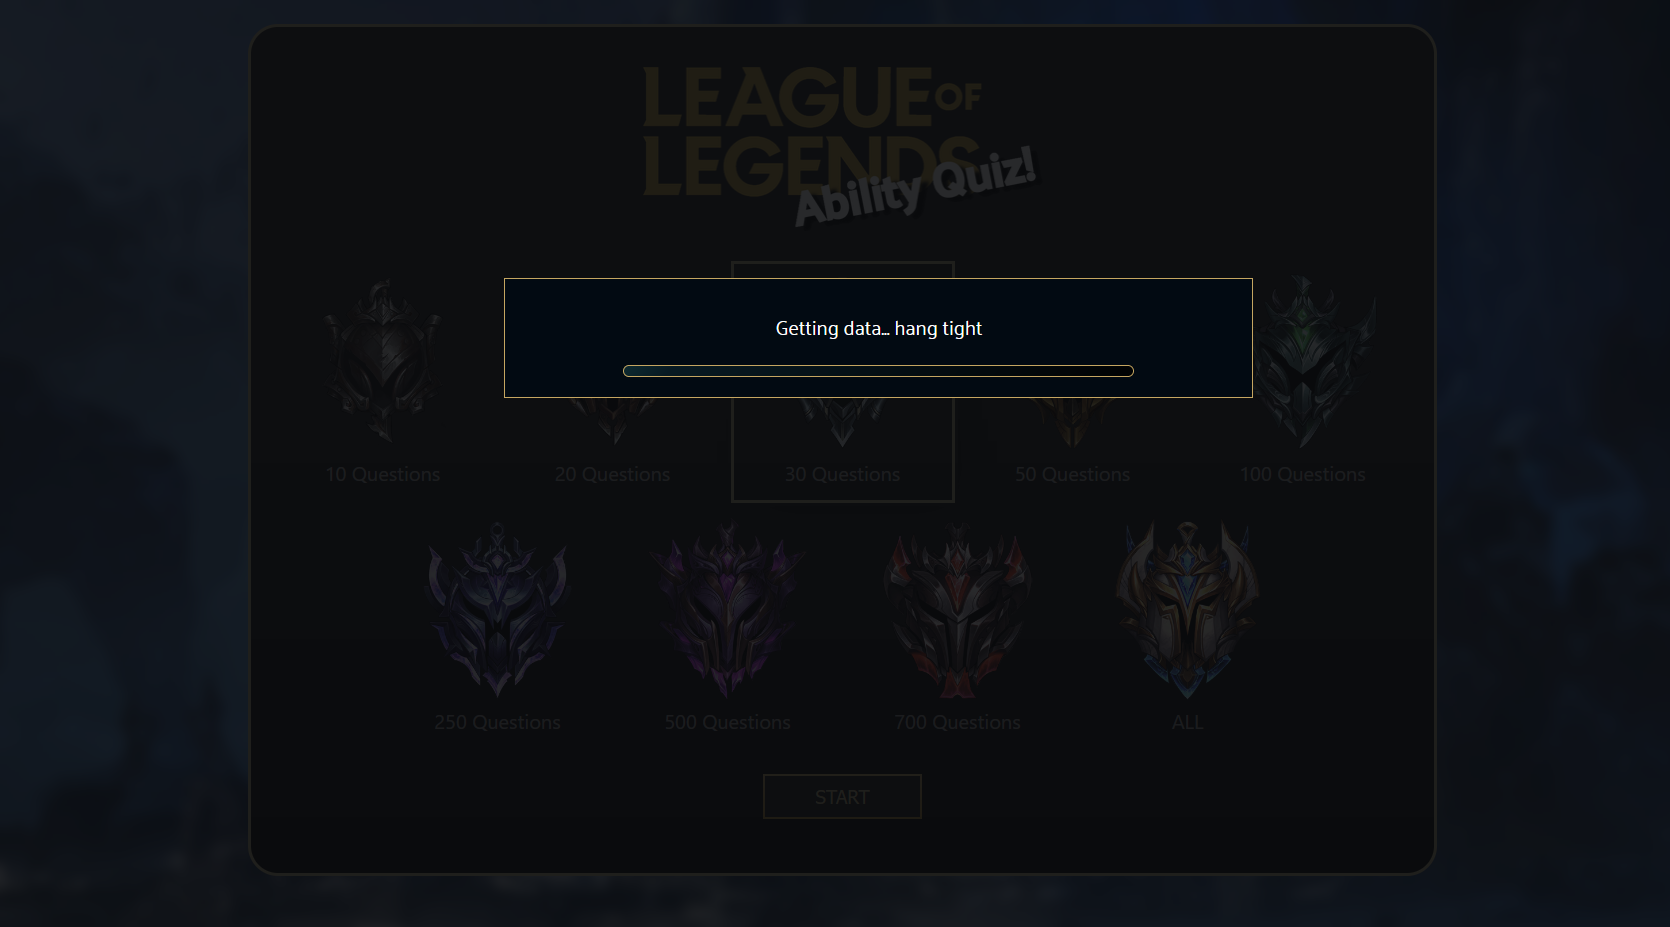 LEAGUE OF
LEGENDS
Ability Quiz!
Getting data... hang tight
10 Questions
20 Questions
30 Questions
50 Questions
100 Questions
250 Questions
500 Questions
700 Questions
ALL
START